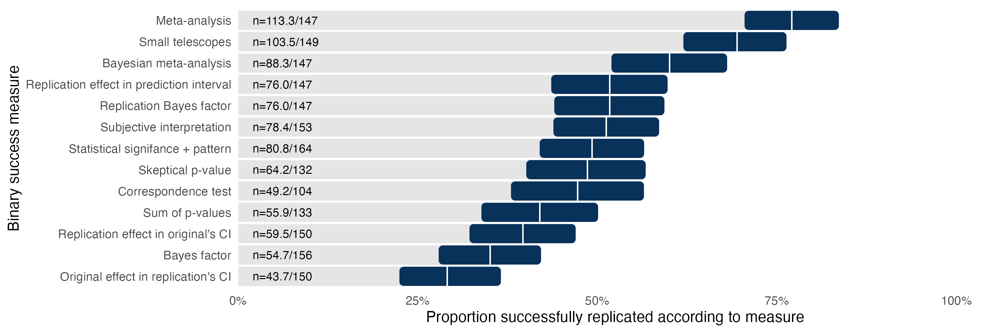 Binary success measure
Meta-analysis n=113.3/147
Small telescopes n=103.5/149
Bayesian meta-analysis n=88.3/147
Replication effect in prediction interval n=76.0/147
Replication Bayes factor n=76.0/147
Subjective interpretation n=78.4/153
Statistical signifance + pattern n=80.8/164
Skeptical p-value n=64.2/132
Correspondence test n=49.2/104
Sum of p-values n=55.9/133
Replication effect in original's CI n=59.5/150
Bayes factor n=54.7/156
Original effect in replication's CI n=43.7/150
0% 25% 50% 75% 100%
Proportion successfully replicated according to measure